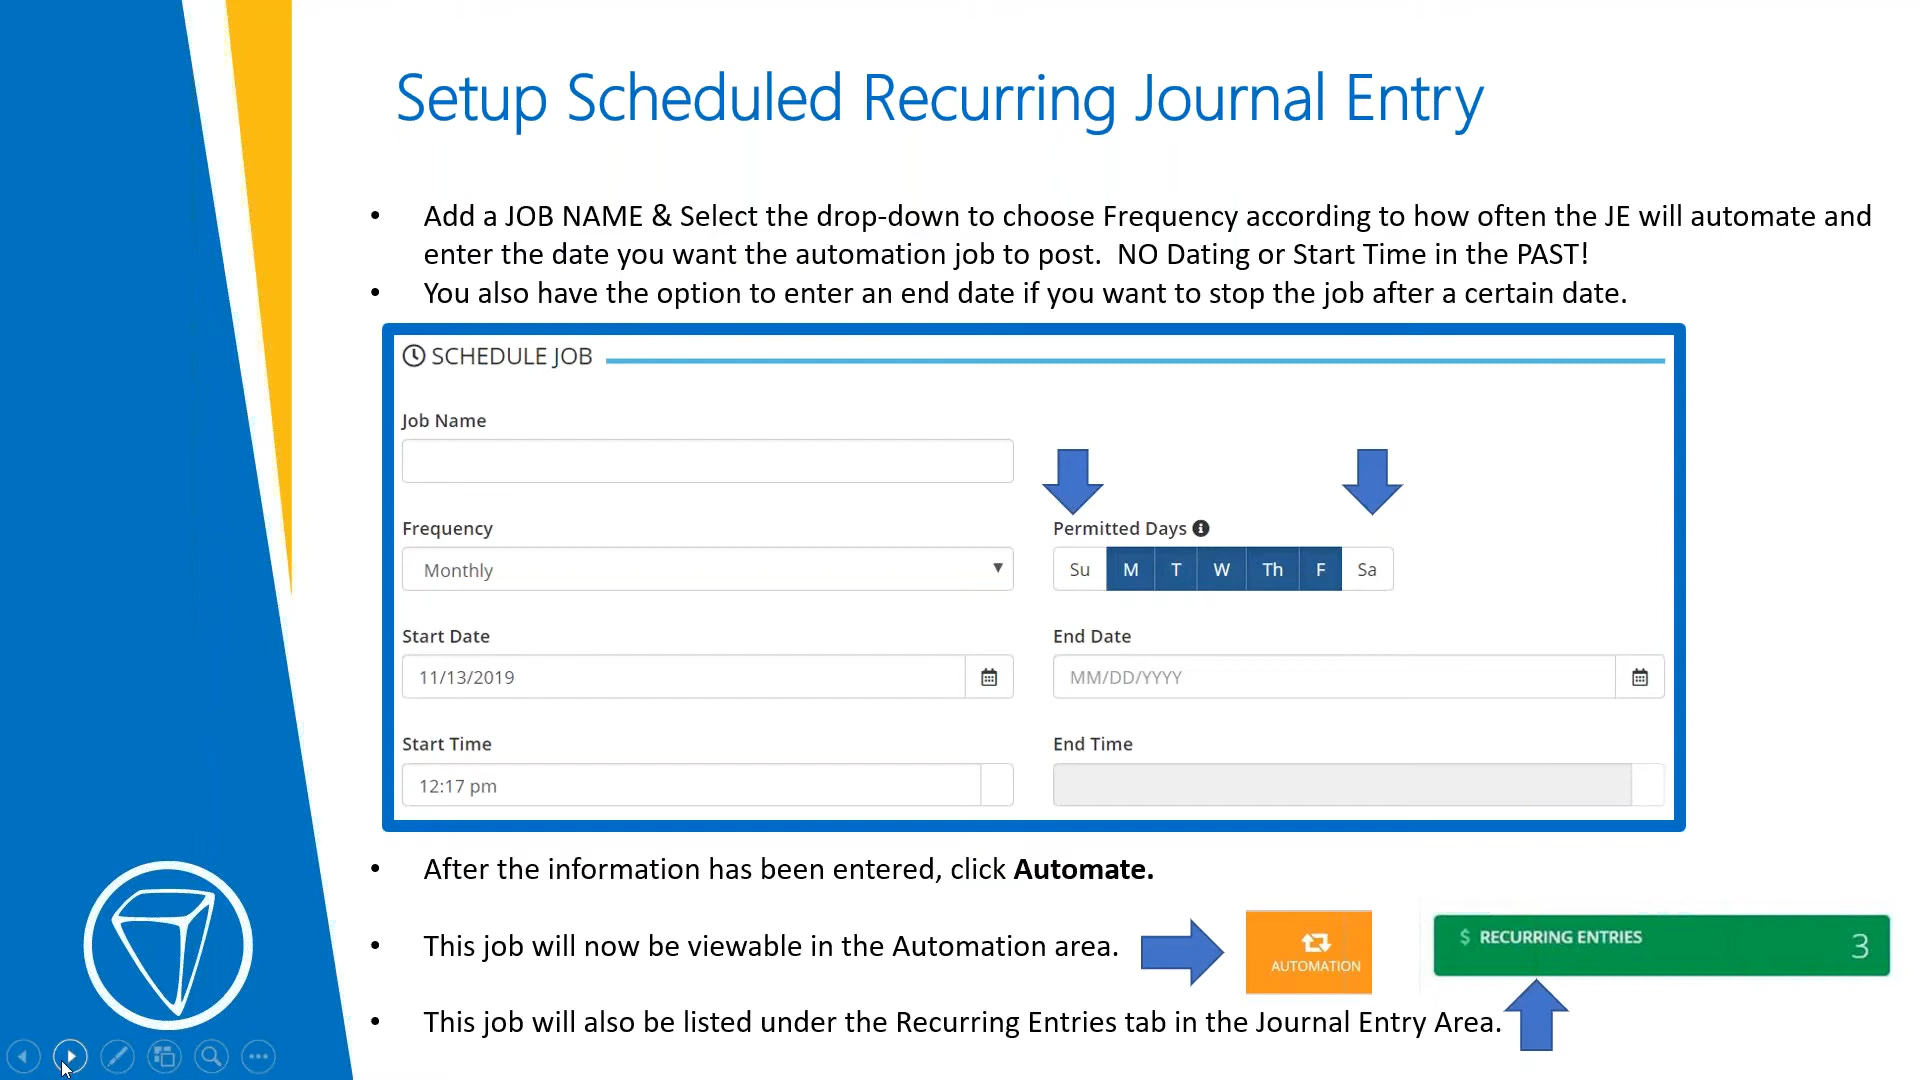 Setup Scheduled Recurring Journal Entry
• Add a JOB NAME & Select the drop-down to choose Frequency according to how often the JE will automate and
enter the date you want the automation job to post.  NO Dating or Start Time in the PAST!
• You also have the option to enter an end date if you want to stop the job after a certain date.
SCHEDULE JOB
Job Name
Frequency
Permitted Days
Monthly
Su M T W Th F Sa
Start Date
End Date
11/13/2019
MM/DD/YYYY
Start Time
End Time
12:17 pm
• After the information has been entered, click Automate.
• This job will now be viewable in the Automation area.
AUTOMATION
$ RECURRING ENTRIES 3
• This job will also be listed under the Recurring Entries tab in the Journal Entry Area.